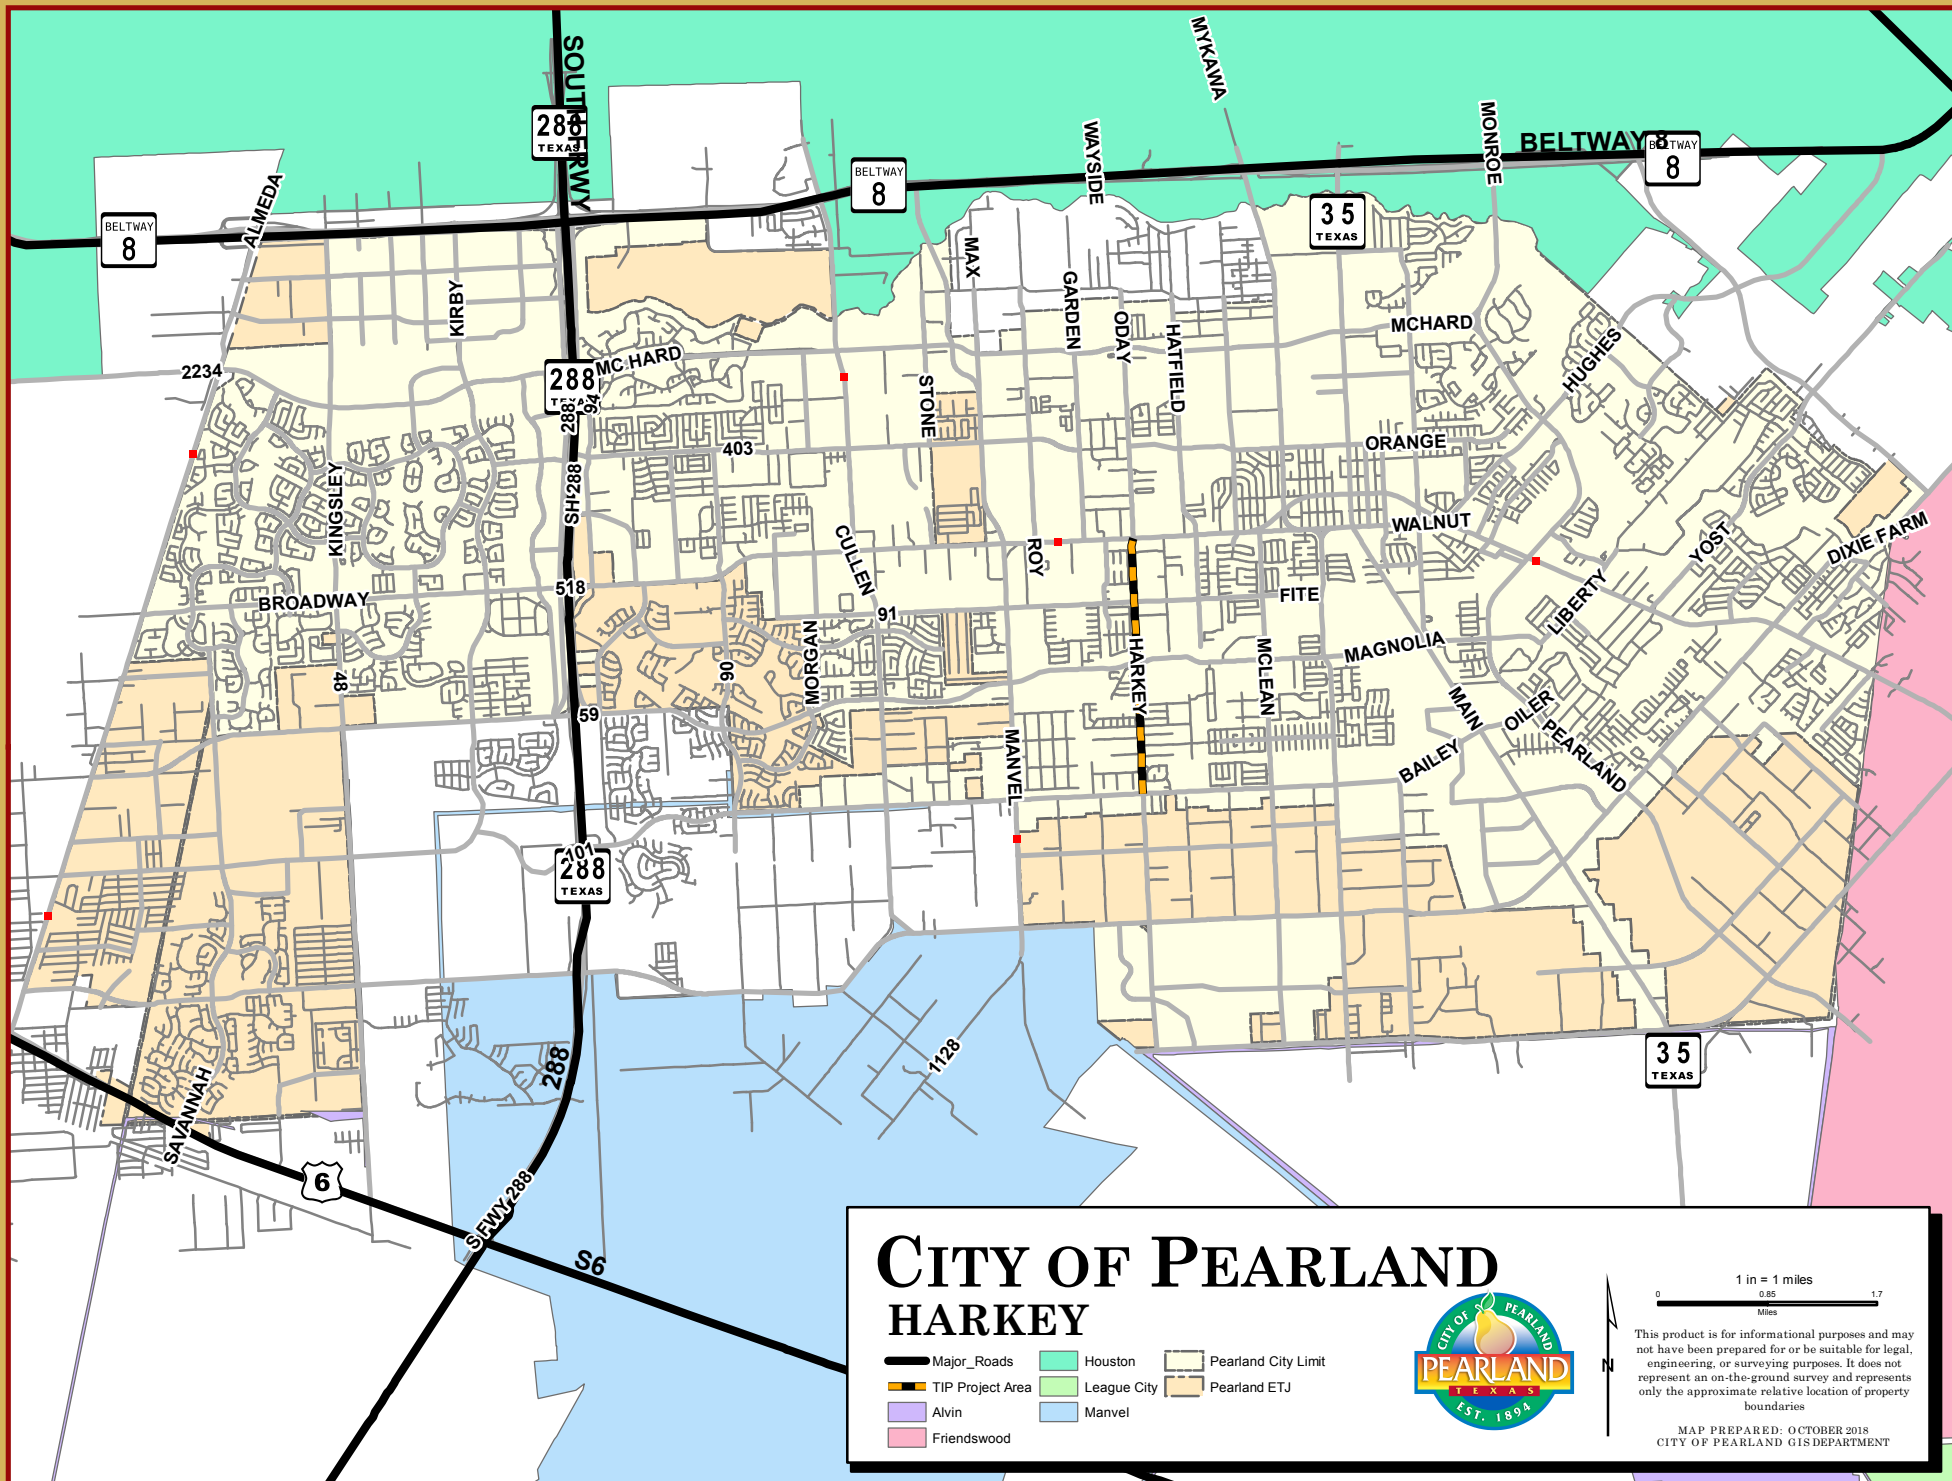 MYKAWA
SOUTH FRWY
288
TEXAS
WAYSIDE
MONROE
BELTWAY 8
BELTWAY
8
BELTWAY
8
ALMEDA
BELTWAY
8
35
TEXAS
MAX
KIRBY
GARDEN
ODAY
HATFIELD
MCHARD
HUGHES
MC HARD
2234
288
TEXAS
288
94
STONE
403
ORANGE
KINGSLEY
SH 288
CULLEN
WALNUT
DIXIE FARM
YOST
ROY
518
BROADWAY
91
FITE
LIBERTY
MORGAN
90
48
HARKEY
MCLEAN
MAGNOLIA
MAIN
OILER
PEARLAND
59
MANVEL
BAILEY
101
288
TEXAS
1128
288
35
TEXAS
SAVANNAH
6
S FWY 288
S6
CITY OF PEARLAND
HARKEY
Major_Roads
TIP Project Area
Alvin
Friendswood
Houston
League City
Manvel
Pearland City Limit
Pearland ETJ
CITY OF PEARLAND
PEARLAND
TEXAS
EST. 1894
N
1 in = 1 miles
0 0.85 1.7
Miles
This product is for informational purposes and may
not have been prepared for or be suitable for legal,
engineering, or surveying purposes. It does not
represent an on-the-ground survey and represents
only the approximate relative location of property
boundaries
MAP PREPARED: OCTOBER 2018
CITY OF PEARLAND GIS DEPARTMENT